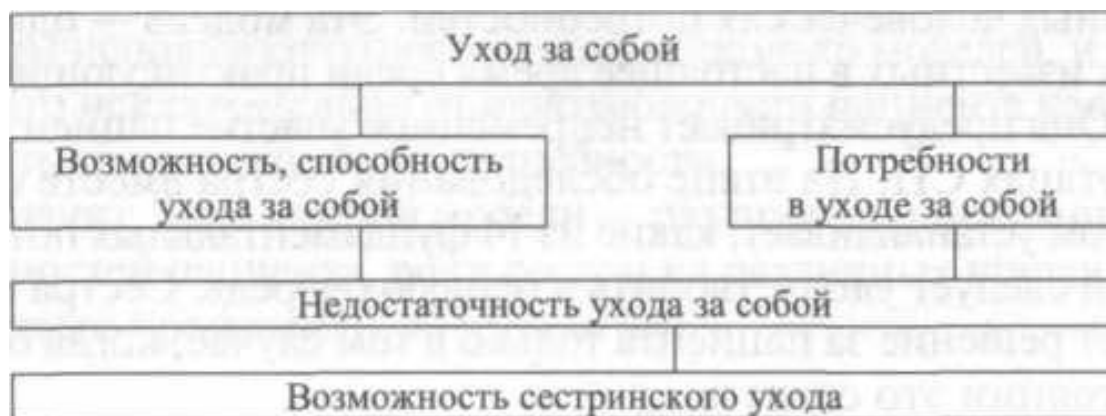 Уход за собой
Возможность, способность
ухода за собой
Потребности
в уходе за собой
Недостаточность ухода за собой
Возможность сестринского ухода